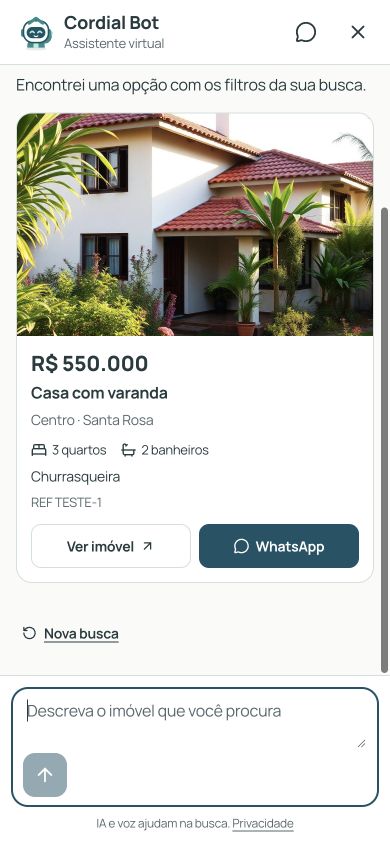 Cordial Bot
Assistente virtual
Encontrei uma opção com os filtros da sua busca.
R$ 550.000
Casa com varanda
Centro · Santa Rosa
3 quartos 2 banheiros
Churrasqueira
REF TESTE-1
Ver imóvel WhatsApp
Nova busca
Descreva o imóvel que você procura
IA e voz ajudam na busca. Privacidade